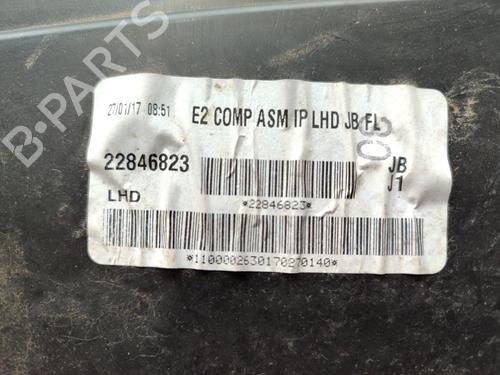 27/01/17 08:51 E2 COMP ASM IP LHD JB FL
22846823
LHD
*22846823*
JB
J1
03
*1100002630170270140*
B-PARTS